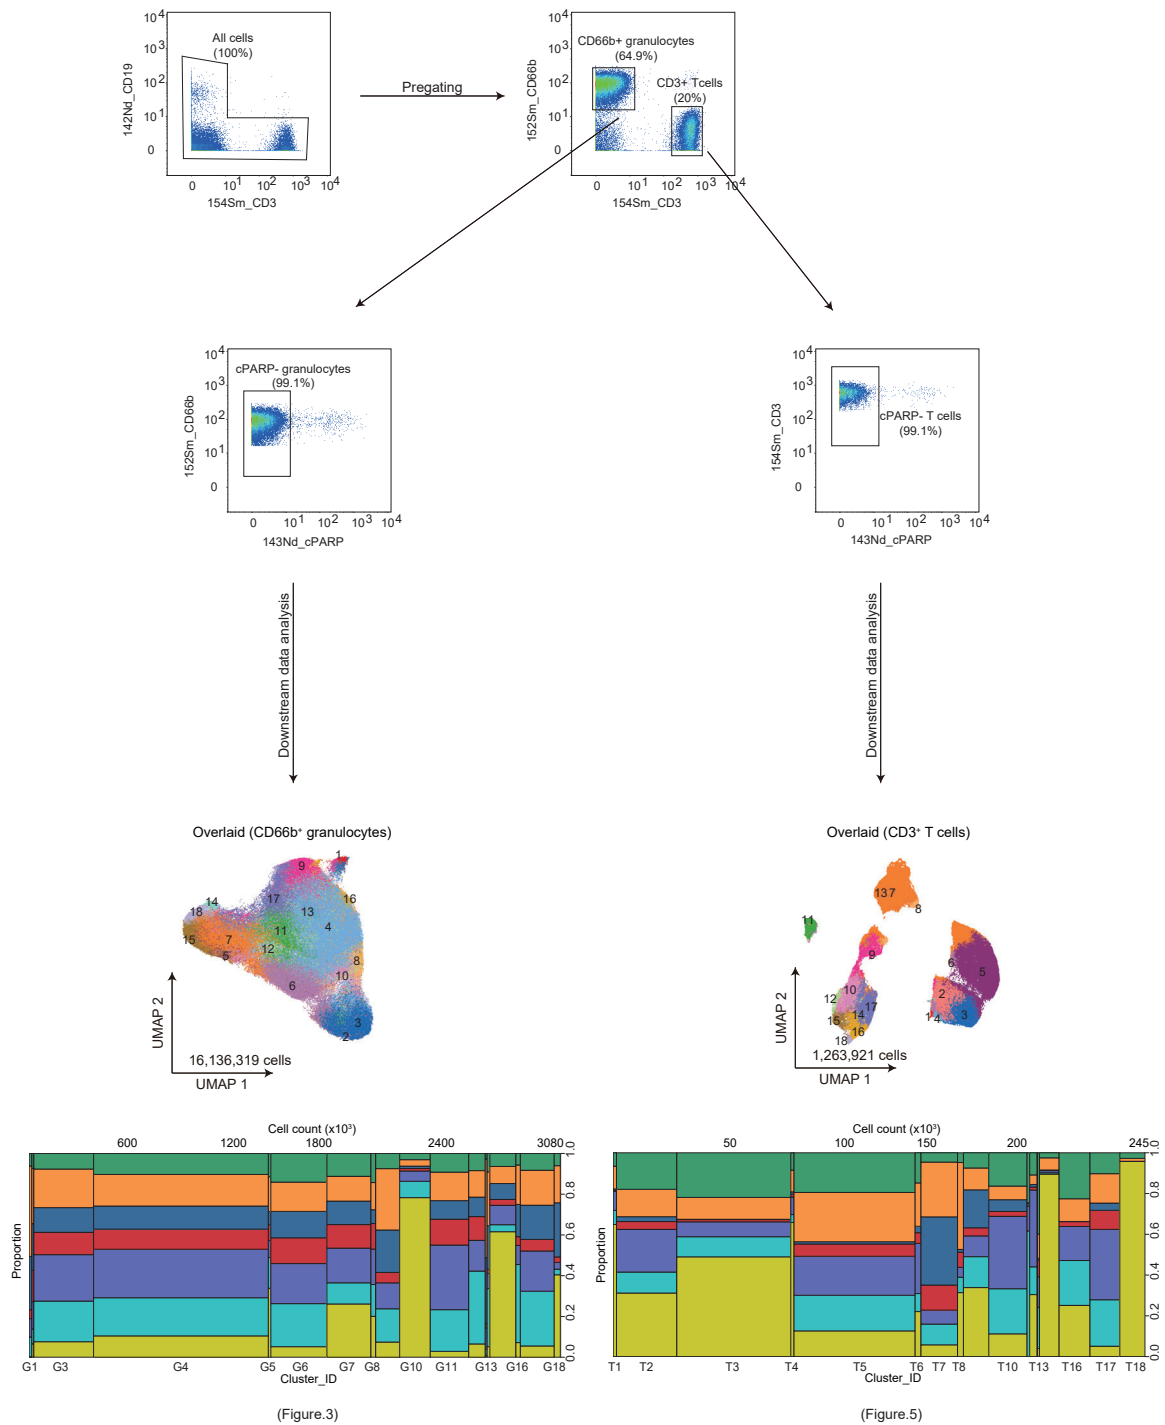 10⁴
10³
10²
10¹
0
142Nd_CD19
All cells
(100%)
0 10¹ 10² 10³ 10⁴
154Sm_CD3
Pregating
10⁴
10³
10²
10¹
0
152Sm_CD66b
CD66b+ granulocytes
(64.9%)
CD3+ Tcells
(20%)
0 10¹ 10² 10³ 10⁴
154Sm_CD3
10⁴
10³
10²
10¹
0
152Sm_CD66b
cPARP- granulocytes
(99.1%)
0 10¹ 10² 10³ 10⁴
143Nd_cPARP
10⁴
10³
10²
10¹
0
154Sm_CD3
cPARP- T cells
(99.1%)
0 10¹ 10² 10³ 10⁴
143Nd_cPARP
Downstream data analysis
Downstream data analysis
Overlaid (CD66b⁺ granulocytes)
1
9
17
16
14
13
18
4
11
15
7
12
5
8
10
6
3
2
UMAP 2
16,136,319 cells
UMAP 1
Overlaid (CD3⁺ T cells)
137
8
11
9
6
5
10
2
12
17
14
3
1
4
15
16
18
UMAP 2
1,263,921 cells
UMAP 1
Cell count (x10³)
600 1200 1800 2400 3080
Proportion
1.0
0.8
0.6
0.4
0.2
0.0
G1 G3 G4 G5 G6 G7 G8 G10 G11 G13 G16 G18
Cluster_ID
(Figure.3)
Cell count (x10³)
50 100 150 200 245
Proportion
1.0
0.8
0.6
0.4
0.2
0.0
T1 T2 T3 T4 T5 T6 T7 T8 T10 T13 T16 T17 T18
Cluster_ID
(Figure.5)